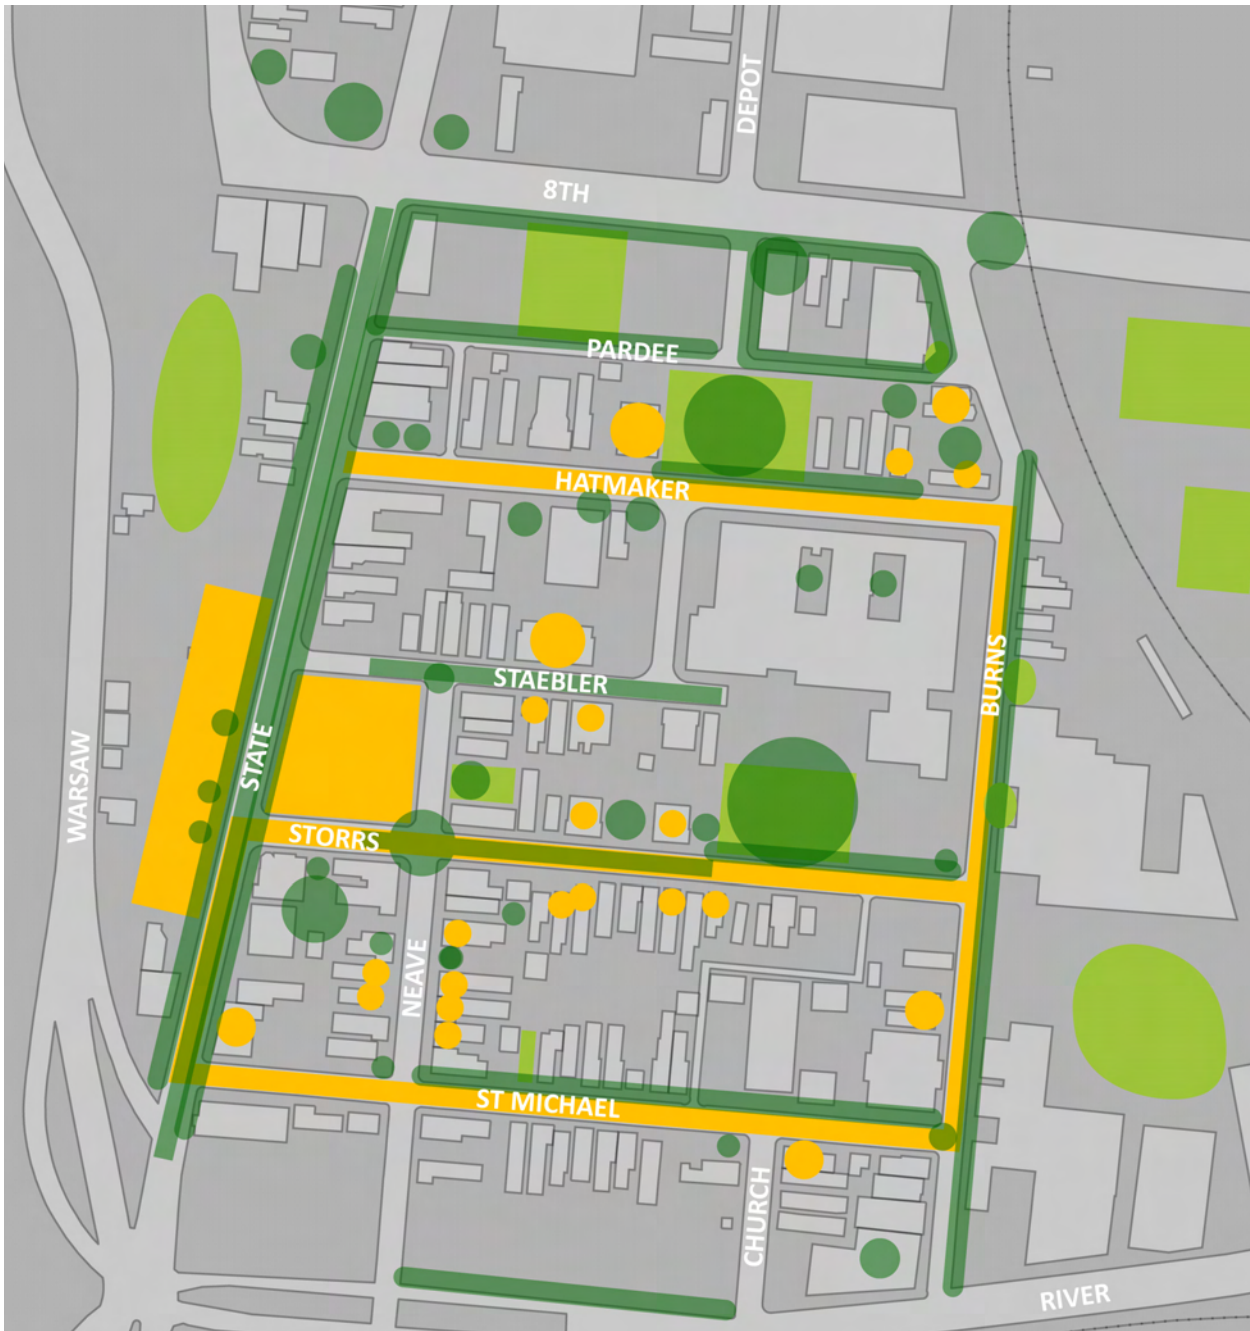 DEPOT
8TH
PARDEE
HATMAKER
BURNS
STAEBLER
STATE
WARSAW
STORRS
NEAVE
ST MICHAEL
CHURCH
RIVER